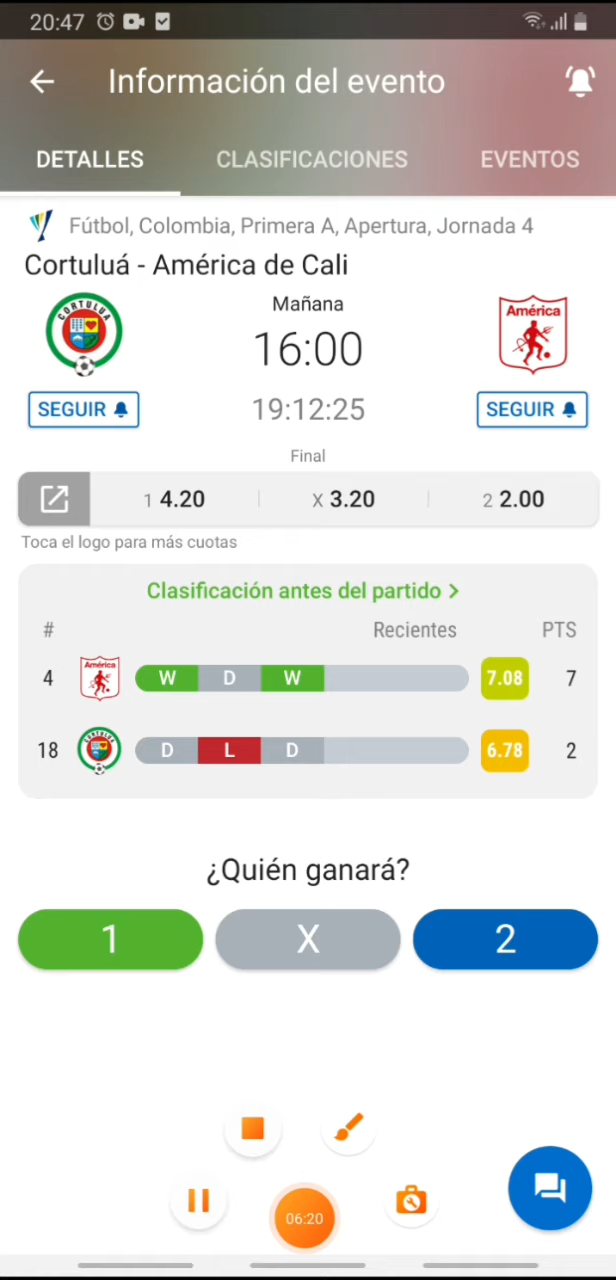 20:47
Información del evento
DETALLES CLASIFICACIONES EVENTOS
Fútbol, Colombia, Primera A, Apertura, Jornada 4
Cortuluá - América de Cali
CORTULUA
Mañana
América
16:00
SEGUIR 19:12:25 SEGUIR
Final
1 4.20 X 3.20 2 2.00
Toca el logo para más cuotas
Clasificación antes del partido >
# Recientes PTS
4 América W D W 7.08 7
18 D L D 6.78 2
¿Quién ganará?
1 X 2
06:20